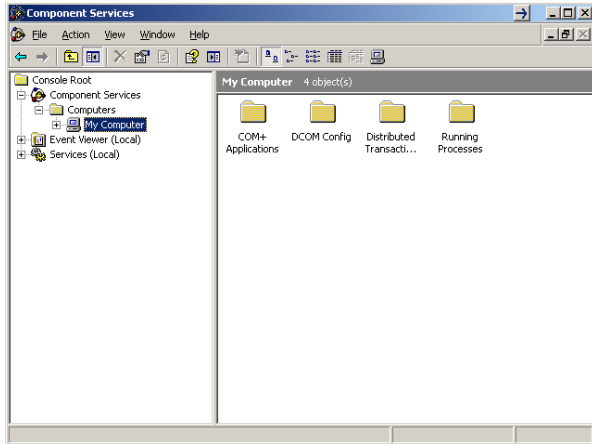 Component Services
File Action View Window Help
Console Root
Component Services
Computers
My Computer
Event Viewer (Local)
Services (Local)
My Computer 4 object(s)
COM+
Applications
DCOM Config
Distributed
Transacti...
Running
Processes